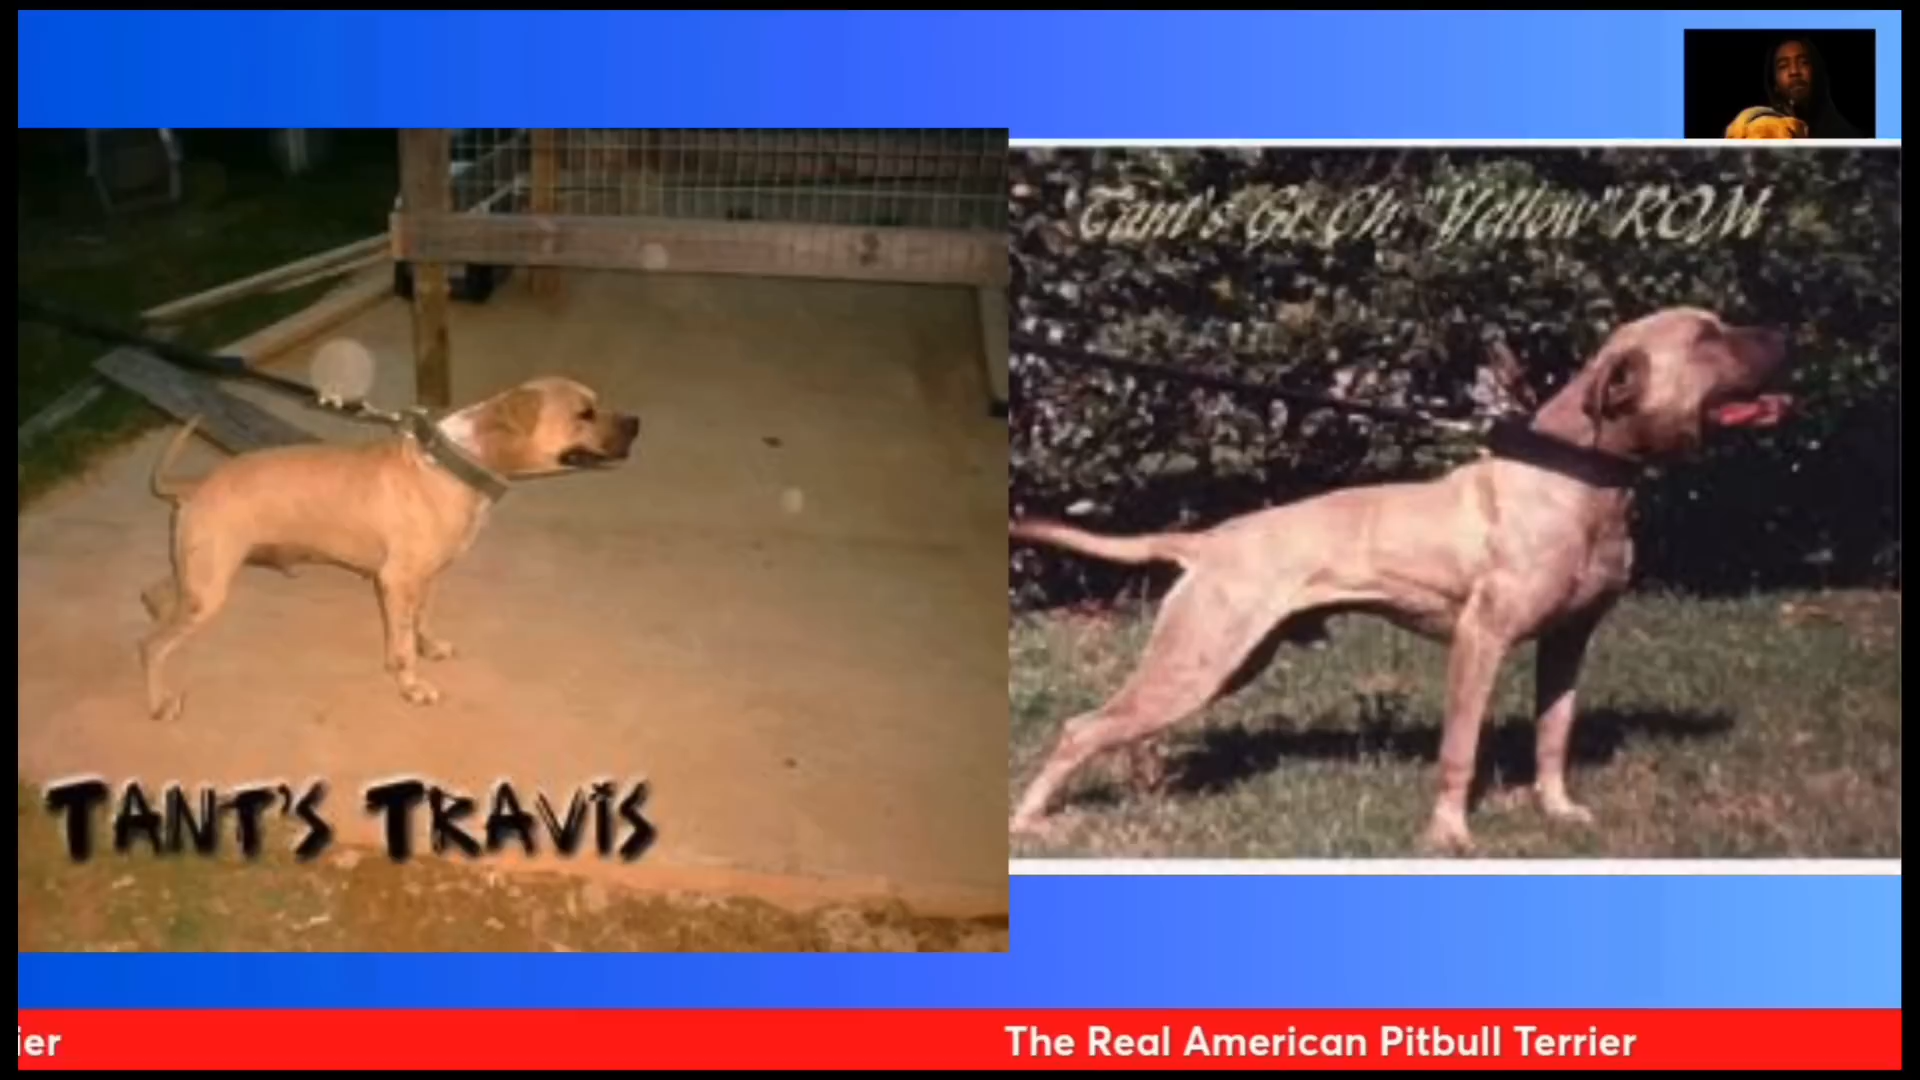 Tant's Gr. Ch. "Yellow" ROM
TANT'S TRAVIS
ier
The Real American Pitbull Terrier